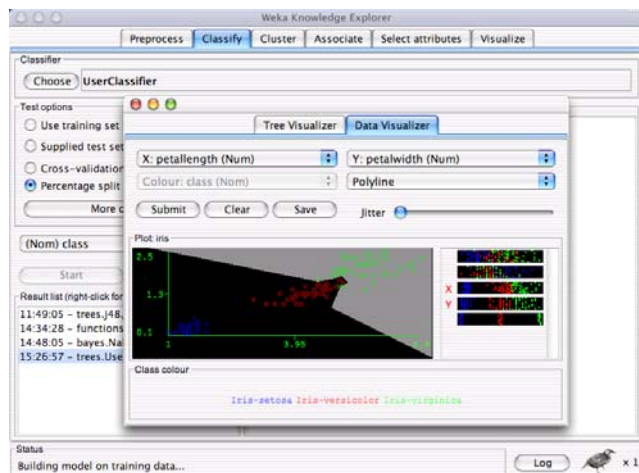 Weka Knowledge Explorer
Preprocess Classify Cluster Associate Select attributes Visualize
Classifier
Choose UserClassifier
Test options
Use training set
Supplied test set
Cross-validation
Percentage split
More
(Nom) class
Start
Result list (right-click for
11:49:05 - trees.j48.
14:34:28 - functions
14:48:05 - bayes.Nai
15:26:57 - trees.Use
Tree Visualizer Data Visualizer
X: petallength (Num) Y: petalwidth (Num)
Colour: class (Nom) Polyline
Submit Clear Save Jitter
Plot: iris
2.5
1.3
0.1
1 3.95
X
Y
Class colour
Iris-setosa Iris-versicolor Iris-virginica
Status
Building model on training data...
Log x 1